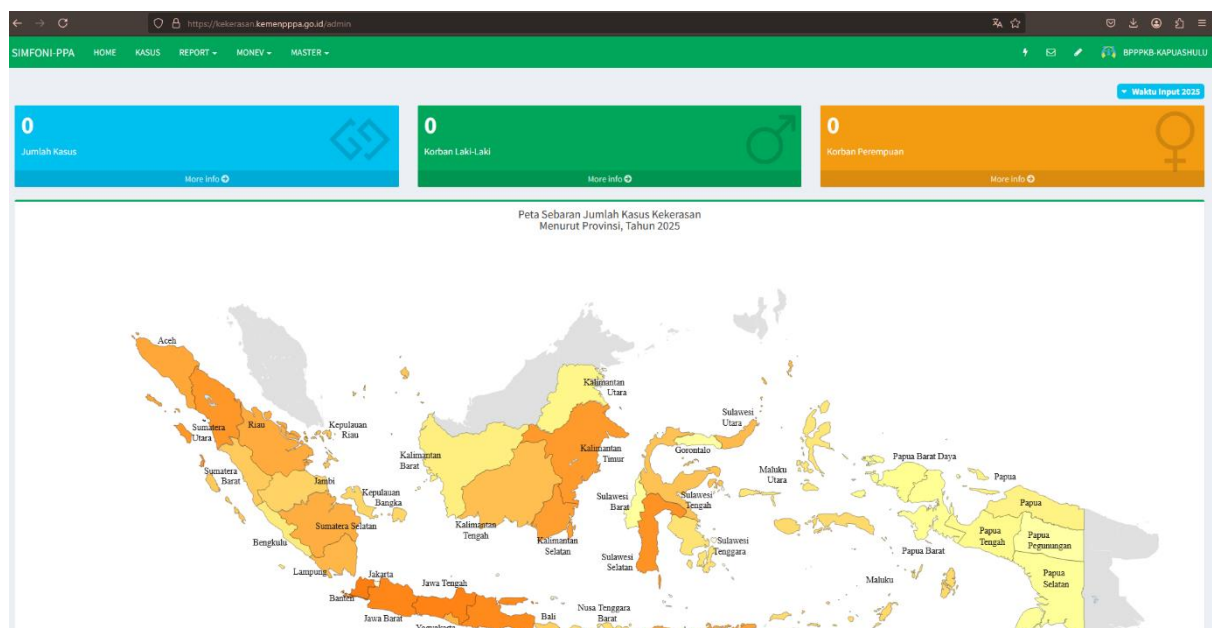 https://kekerasan.kemenpppa.go.id/admin
SIMFONI-PPA HOME KASUS REPORT MONEV MASTER BPPPKB-KAPUASHULU
Waktu Input 2025
0 0 0
Jumlah Kasus Korban Laki-Laki Korban Perempuan
More info More info More info
Peta Sebaran Jumlah Kasus Kekerasan
Menurut Provinsi, Tahun 2025
Aceh
Kalimantan
Utara
Sumatera
Utara
Riau
Kepulauan
Riau
Sulawesi
Utara
Kalimantan
Barat
Kalimantan
Timur
Gorontalo
Maluku
Utara
Papua Barat Daya
Papua
Sumatera
Barat
Jambi
Kepulauan
Bangka
Sulawesi
Barat
Sulawesi
Tengah
Papua
Sumatera Selatan
Kalimantan
Tengah
Bengkulu
Kalimantan
Selatan
Sulawesi
Tenggara
Papua
Tengah
Papua
Pegunungan
Papua Barat
Sulawesi
Selatan
Lampung
Jakarta
Jawa Tengah
Maluku
Papua
Selatan
Banten
Nusa Tenggara
Barat
Jawa Barat
Bali
Yogyakarta